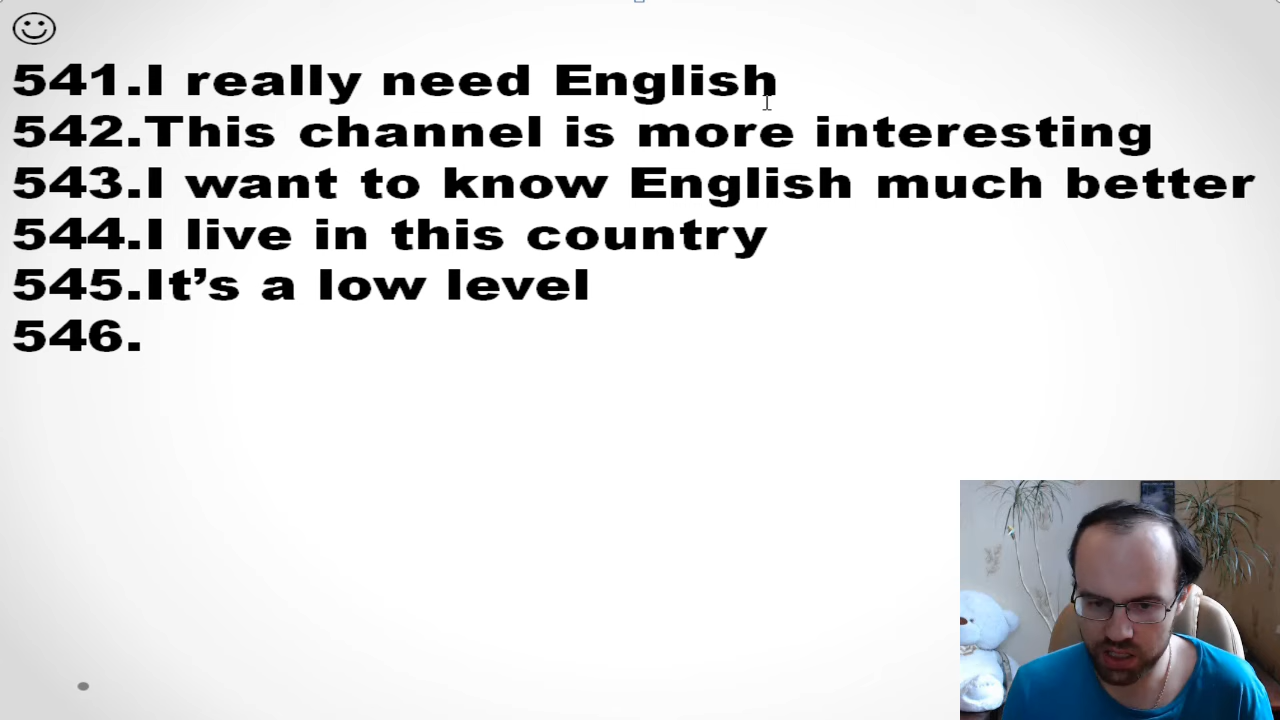 541.I really need English
542.This channel is more interesting
543.I want to know English much better
544.I live in this country
545.It’s a low level
546.